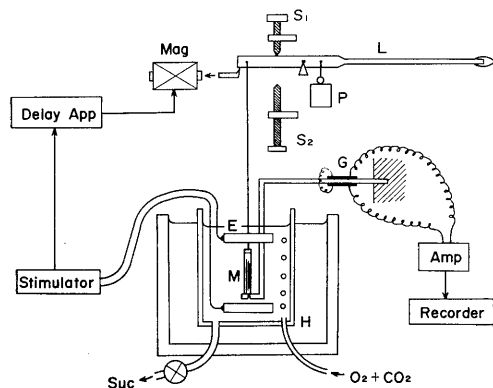 S1
Mag
L
P
Delay App
S2
G
E
Amp
Stimulator
M
Recorder
H
O2 + CO2
Suc